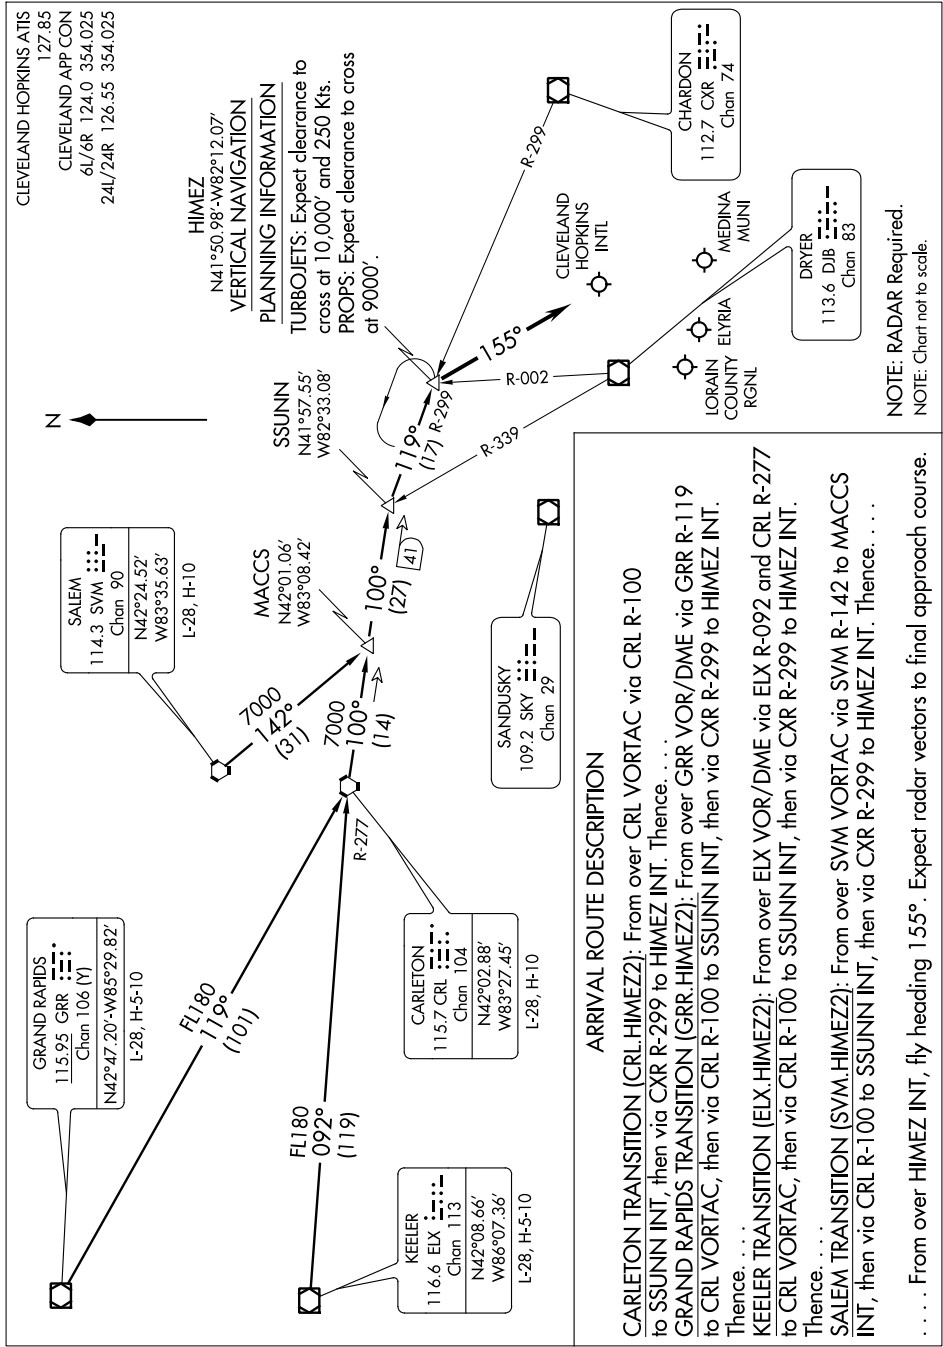 CLEVELAND HOPKINS ATIS
127.85
CLEVELAND APP CON
6L/6R 124.0 354.025
24L/24R 126.55 354.025
HIMEZ
N41°50.98'-W82°12.07'
VERTICAL NAVIGATION
PLANNING INFORMATION
TURBOJETS: Expect clearance to
cross at 10,000' and 250 Kts.
PROPS: Expect clearance to cross
at 9000'.
N
GRAND RAPIDS
115.95 GRR
Chan 106 (Y)
N42°47.20'-W85°29.82'
L-28, H-5-10
SALEM
114.3 SVM
Chan 90
N42°24.52'
W83°35.63'
L-28, H-10
SSUNN
N41°57.55'
W82°33.08'
MACCS
N42°01.06'
W83°08.42'
FL180
119°
(101)
7000
142°
(31)
7000
100°
(14)
100°
(27)
41
119°
(17)
R-299
R-299
155°
R-002
R-339
R-277
FL180
092°
(119)
KEELER
116.6 ELX
Chan 113
N42°08.66'
W86°07.36'
L-28, H-5-10
CARLETON
115.7 CRL
Chan 104
N42°02.88'
W83°27.45'
L-28, H-10
SANDUSKY
109.2 SKY
Chan 29
CLEVELAND
HOPKINS
INTL
CHARDON
112.7 CXR
Chan 74
LORAIN
COUNTY
RGNL
ELYRIA
MEDINA
MUNI
DRYER
113.6 DJB
Chan 83
NOTE: RADAR Required.
NOTE: Chart not to scale.
ARRIVAL ROUTE DESCRIPTION
CARLETON TRANSITION (CRL.HIMEZ2): From over CRL VORTAC via CRL R-100
to SSUNN INT, then via CXR R-299 to HIMEZ INT. Thence. . . .
GRAND RAPIDS TRANSITION (GRR.HIMEZ2): From over GRR VOR/DME via GRR R-119
to CRL VORTAC, then via CRL R-100 to SSUNN INT, then via CXR R-299 to HIMEZ INT.
Thence. . . .
KEELER TRANSITION (ELX.HIMEZ2): From over ELX VOR/DME via ELX R-092 and CRL R-277
to CRL VORTAC, then via CRL R-100 to SSUNN INT, then via CXR R-299 to HIMEZ INT.
Thence. . . .
SALEM TRANSITION (SVM.HIMEZ2): From over SVM VORTAC via SVM R-142 to MACCS
INT, then via CRL R-100 to SSUNN INT, then via CXR R-299 to HIMEZ INT. Thence. . . .
. . . . From over HIMEZ INT, fly heading 155°. Expect radar vectors to final approach course.